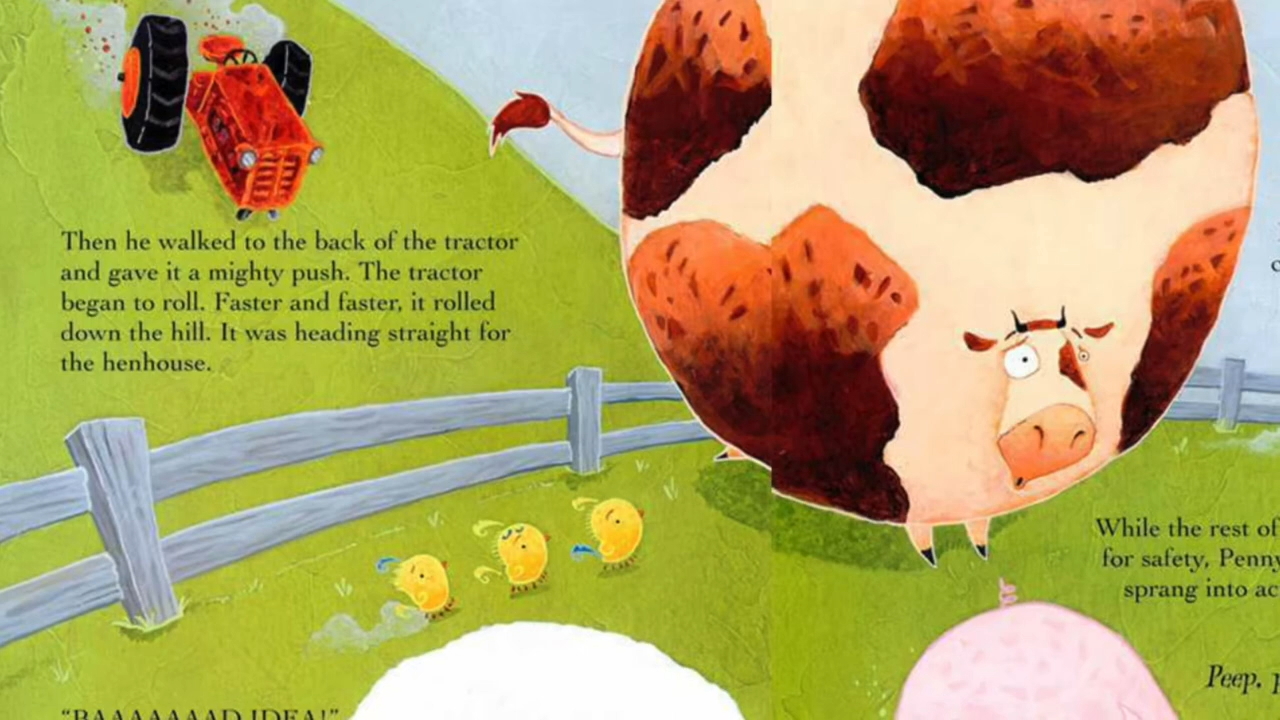 Then he walked to the back of the tractor
and gave it a mighty push. The tractor
began to roll. Faster and faster, it rolled
down the hill. It was heading straight for
the henhouse.
"BAAAAAAAD IDEA!"
While the rest of
for safety, Penny
sprang into ac
Peep.